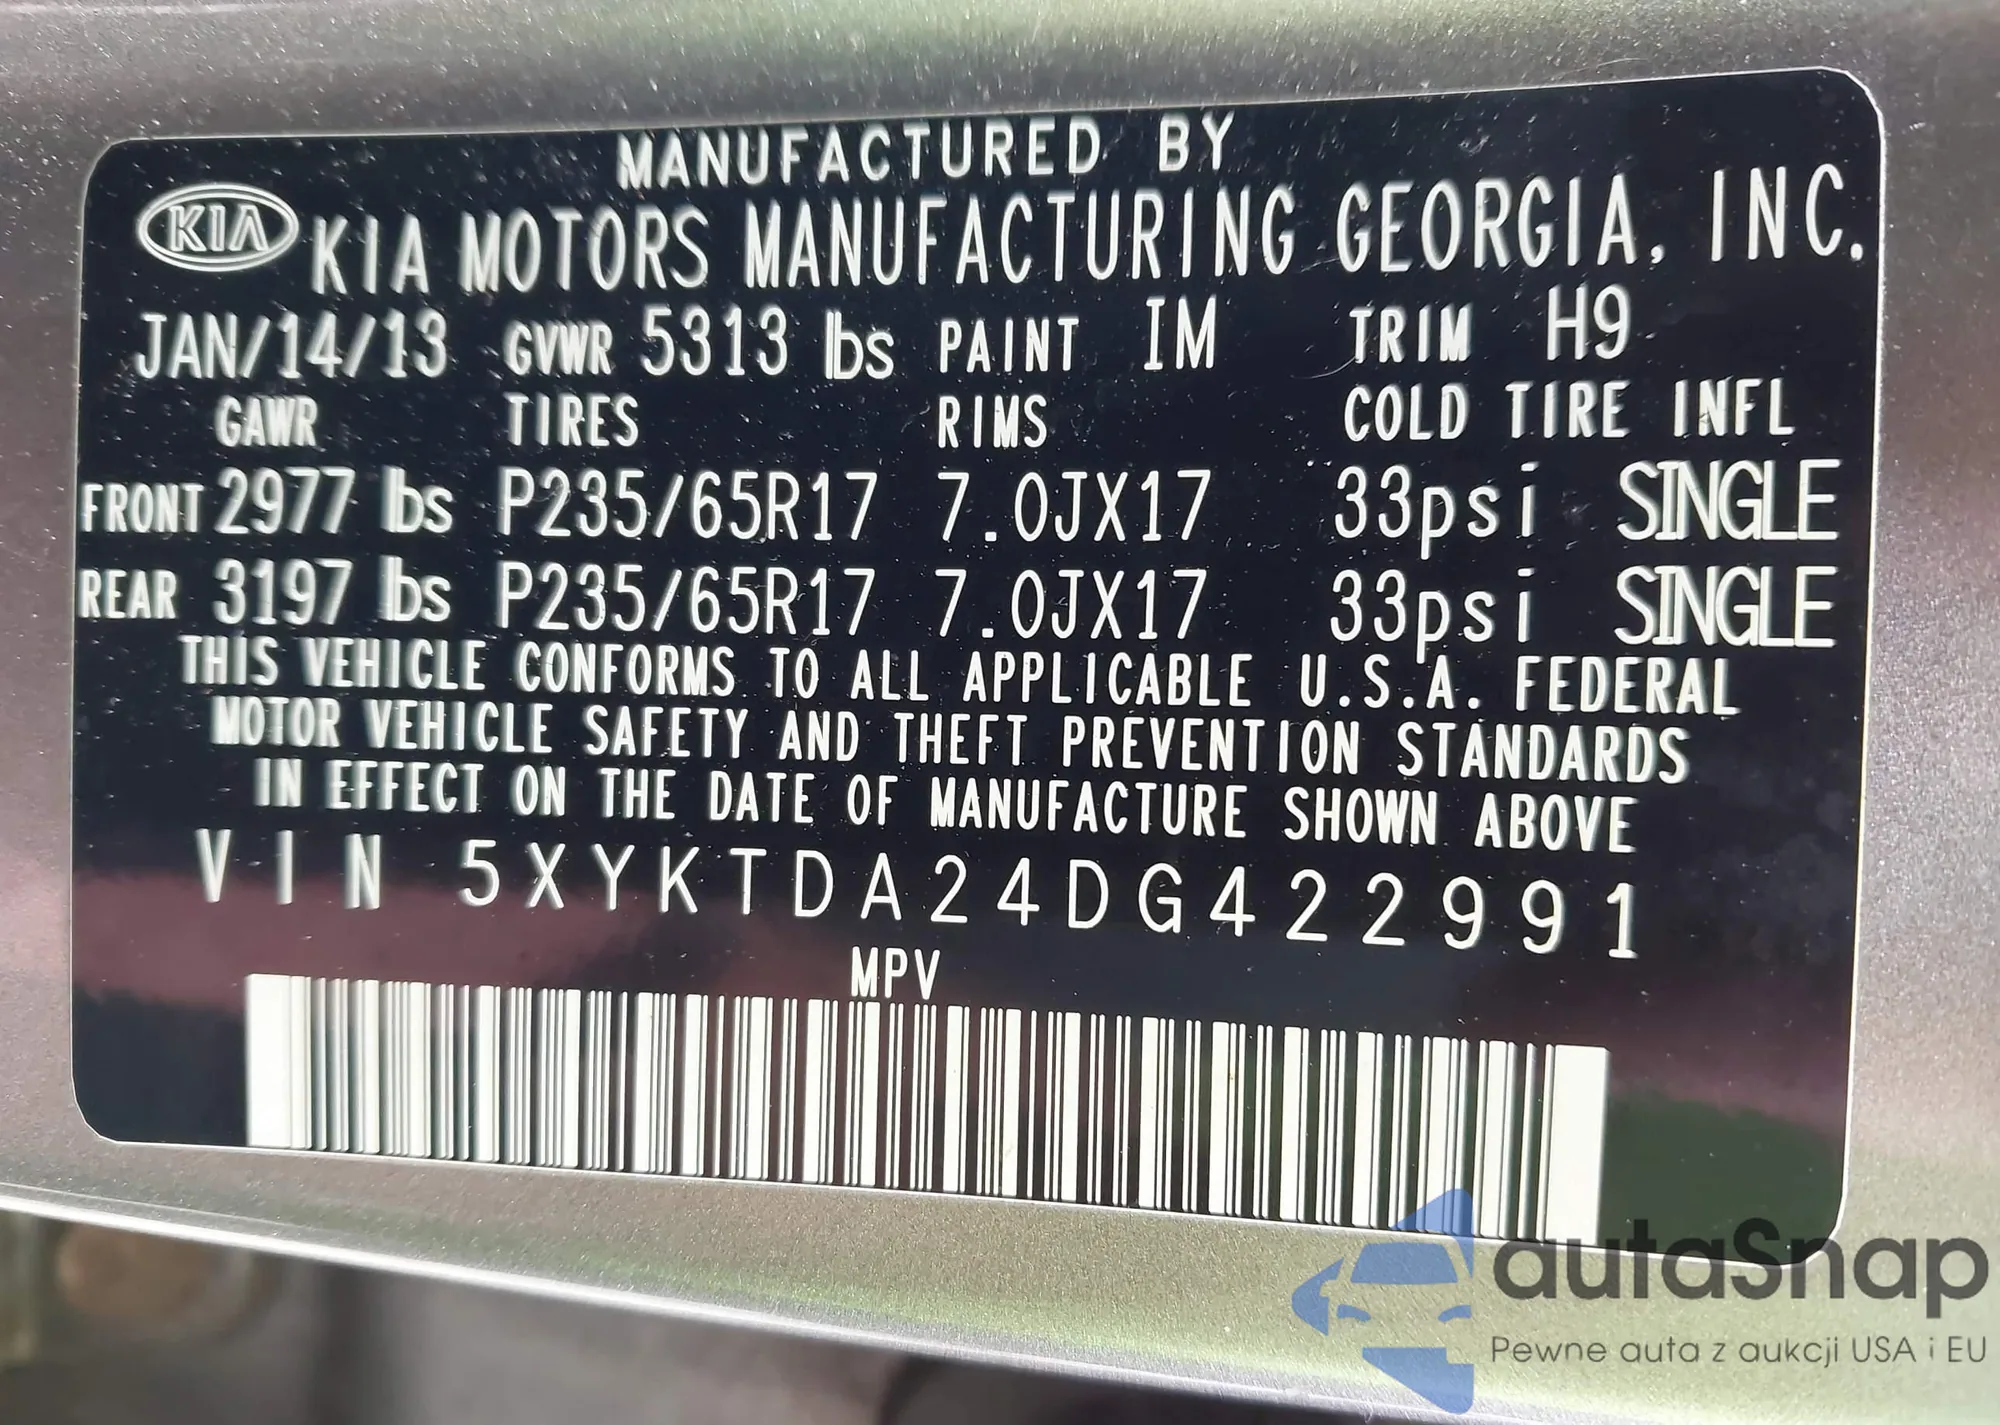 MANUFACTURED BY
KIA KIA MOTORS MANUFACTURING GEORGIA, INC.
JAN/14/13 GVWR 5313 lbs PAINT IM TRIM H9
GAWR TIRES RIMS COLD TIRE INFL
FRONT 2977 lbs P235/65R17 7.0JX17 33psi SINGLE
REAR 3197 lbs P235/65R17 7.0JX17 33psi SINGLE
THIS VEHICLE CONFORMS TO ALL APPLICABLE U.S.A. FEDERAL
MOTOR VEHICLE SAFETY AND THEFT PREVENTION STANDARDS
IN EFFECT ON THE DATE OF MANUFACTURE SHOWN ABOVE
VIN 5XYKTDA24DG422991
MPV
autaSnap
Pewne auta z aukcji USA i EU